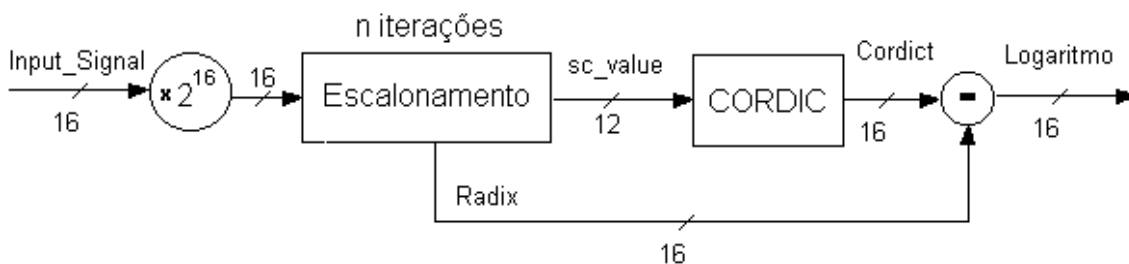 n iterações
Input_Signal
16
x 2^16
16
Escalonamento
sc_value
12
CORDIC
Cordict
16
-
Logaritmo
16
Radix
16